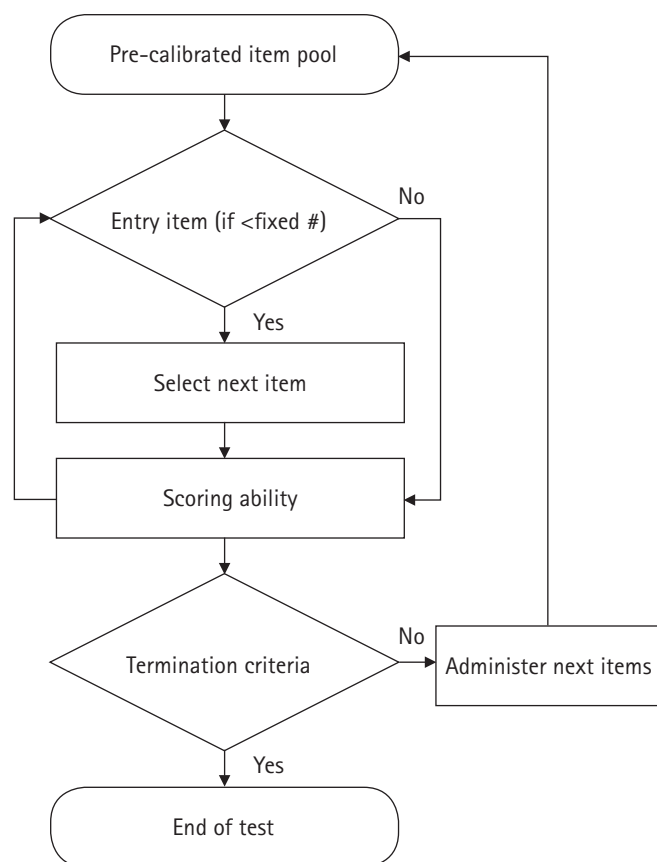 Pre-calibrated item pool
No
Entry item (if <fixed #)
Yes
Select next item
Scoring ability
No
Termination criteria
Administer next items
Yes
End of test